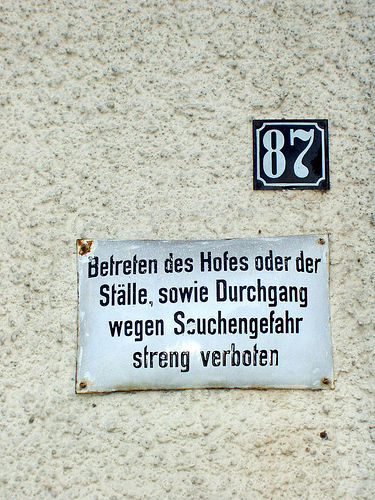 87
Betreten des Hofes oder der
Ställe, sowie Durchgang
wegen Seuchengefahr
streng verboten